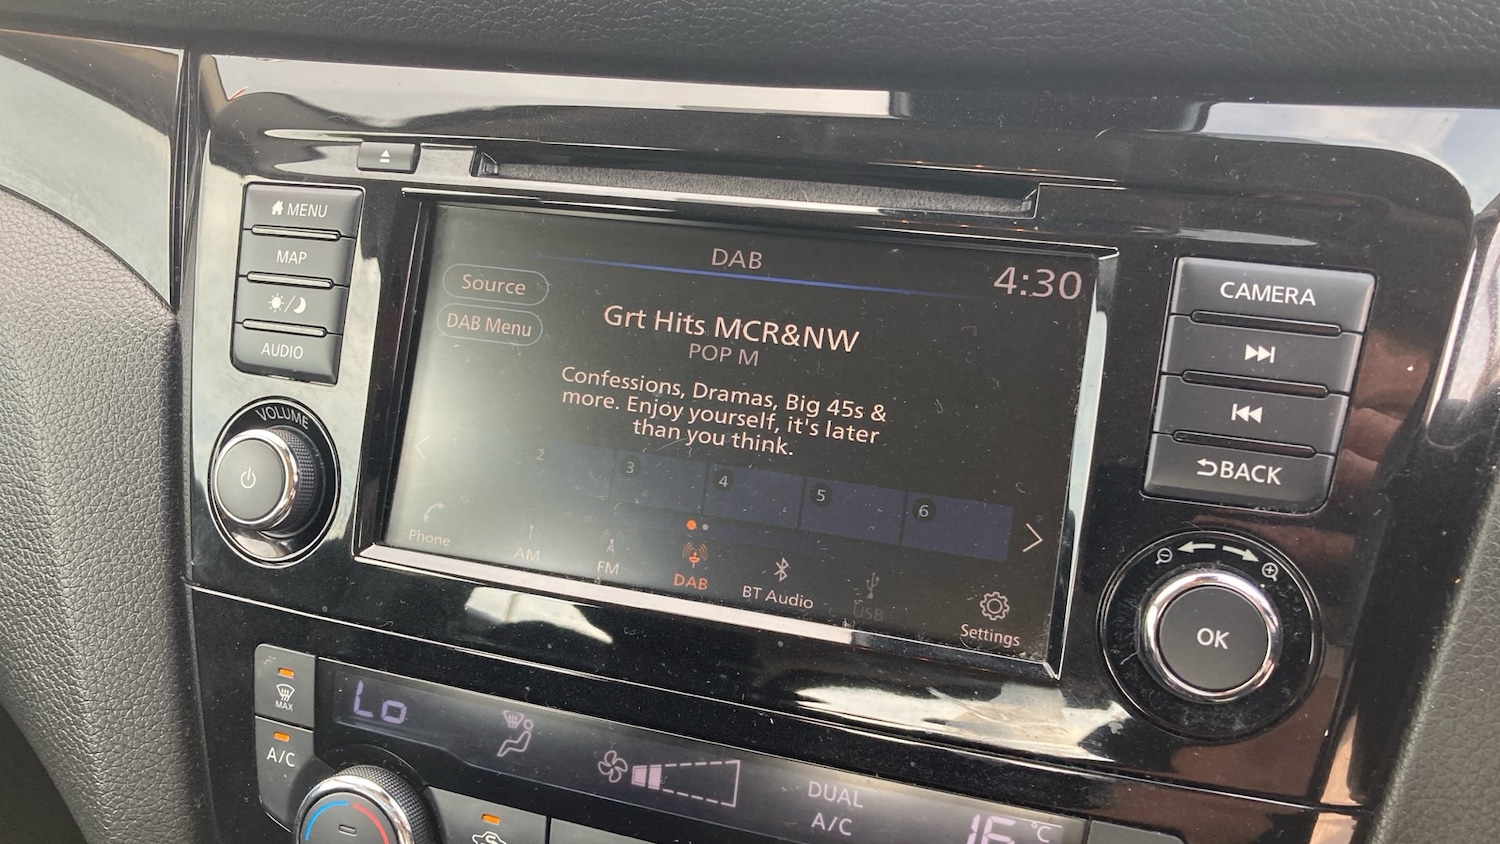 MENU
MAP
AUDIO
VOLUME
DAB
4:30
Source
DAB Menu
Grt Hits MCR&NW
POP M
Confessions, Dramas, Big 45s &
more. Enjoy yourself, it's later
than you think.
2
3
4
5
6
Phone
AM
FM
DAB
BT Audio
USB
Settings
CAMERA
BACK
OK
MAX
A/C
Lo
DUAL
A/C
16 °C